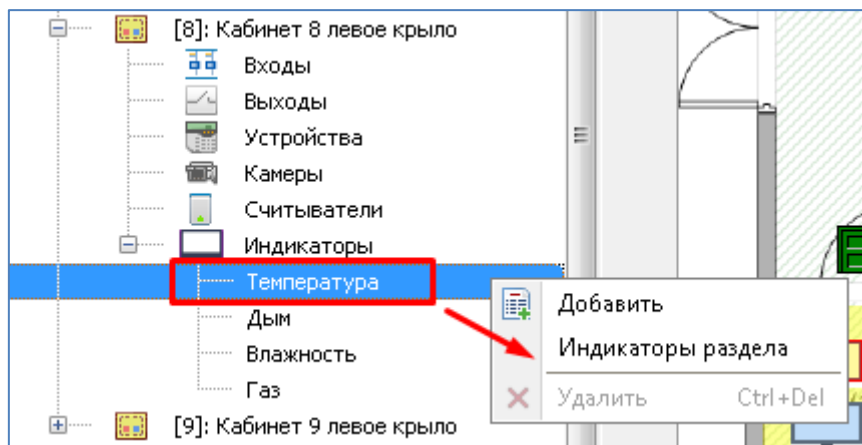 [8]: Кабинет 8 левое крыло
Входы
Выходы
Устройства
Камеры
Считыватели
Индикаторы
Температура
Добавить
Дым
Индикаторы раздела
Влажность
Газ
Удалить Ctrl+Del
[9]: Кабинет 9 левое крыло